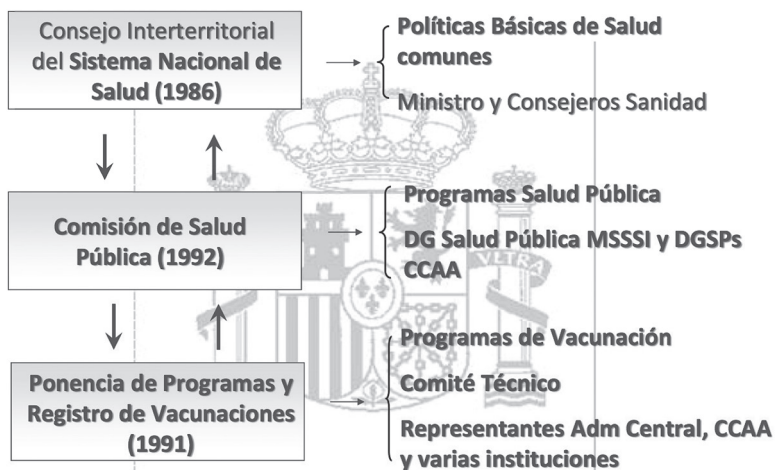 Consejo Interterritorial
del Sistema Nacional de
Salud (1986)
Políticas Básicas de Salud
comunes
Ministro y Consejeros Sanidad
Comisión de Salud
Pública (1992)
Programas Salud Pública
DG Salud Pública MSSSI y DGSPs
CCAA
VLTRA
Ponencia de Programas y
Registro de Vacunaciones
(1991)
Programas de Vacunación
Comité Técnico
Representantes Adm Central, CCAA
y varias instituciones